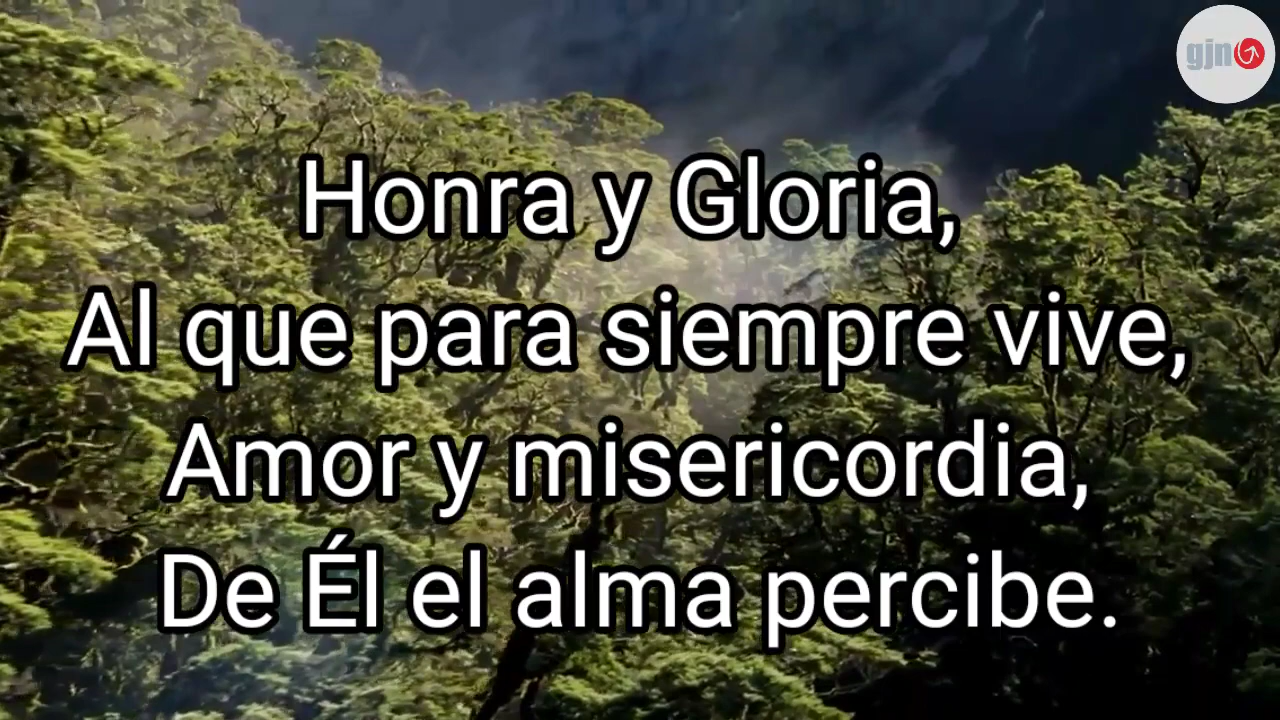 gjn
Honra y Gloria,
Al que para siempre vive,
Amor y misericordia,
De Él el alma percibe.